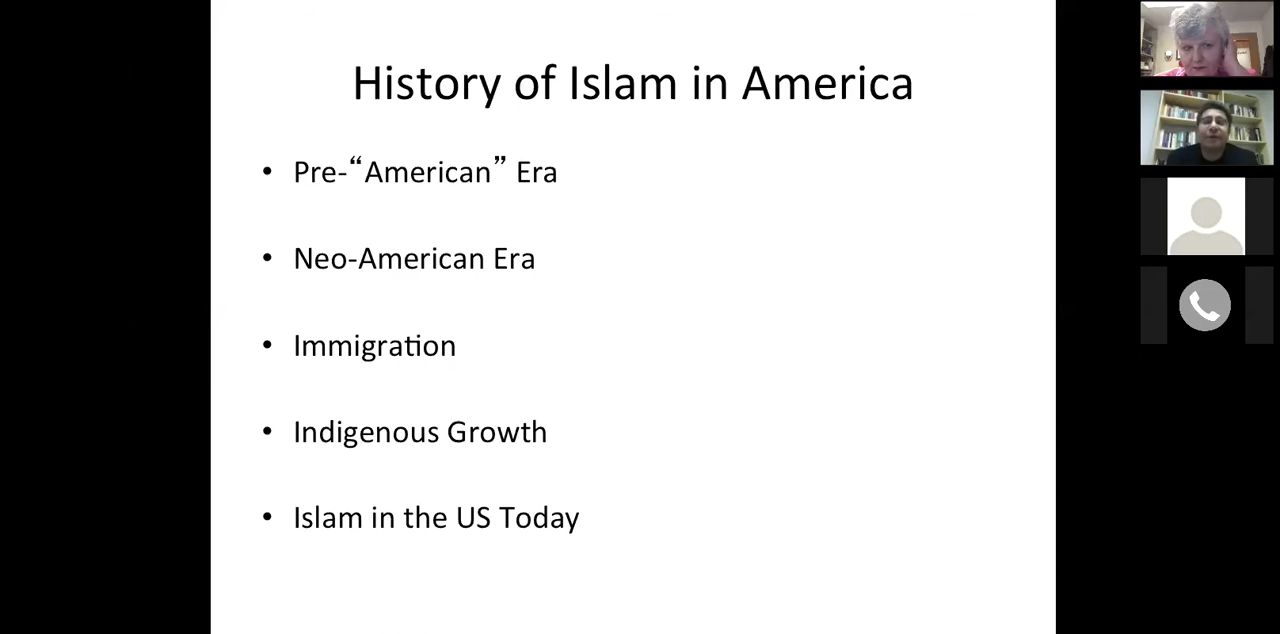 History of Islam in America
• Pre-“American” Era
• Neo-American Era
• Immigration
• Indigenous Growth
• Islam in the US Today